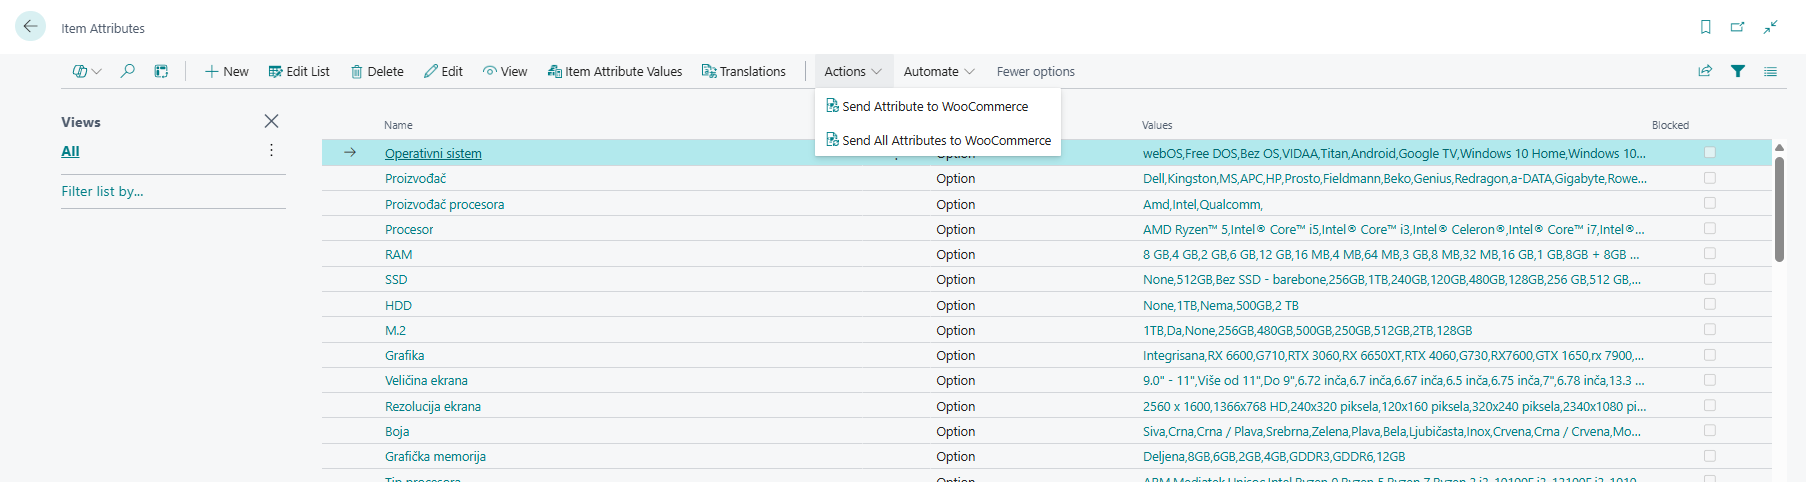 Item Attributes
New Edit List Delete Edit View Item Attribute Values Translations Actions Automate Fewer options
Send Attribute to WooCommerce
Send All Attributes to WooCommerce
Views
All
Filter list by...
Name Values Blocked
Operativni sistem Option webOS,Free DOS,Bez OS,VIDAA,Titan,Android,Google TV,Windows 10 Home,Windows 10...
Proizvođač Option Dell,Kingston,MS,APC,HP,Prosto,Fieldmann,Beko,Genius,Redragon,a-DATA,Gigabyte,Rowe...
Proizvođač procesora Option Amd,Intel,Qualcomm,
Procesor Option AMD Ryzen™ 5,Intel® Core™ i5,Intel® Core™ i3,Intel® Celeron®,Intel® Core™ i7,Intel®...
RAM Option 8 GB,4 GB,2 GB,6 GB,12 GB,16 MB,4 MB,64 MB,3 GB,8 MB,32 MB,16 GB,1 GB,8GB + 8GB ...
SSD Option None,512GB,Bez SSD - barebone,256GB,1TB,240GB,120GB,480GB,128GB,256 GB,512 GB,...
HDD Option None,1TB,Nema,500GB,2 TB
M.2 Option 1TB,Da,None,256GB,480GB,500GB,250GB,512GB,2TB,128GB
Grafika Option Integrisana,RX 6600,G710,RTX 3060,RX 6650XT,RTX 4060,G730,RX7600,GTX 1650,rx 7900,...
Veličina ekrana Option 9.0" - 11",Više od 11",Do 9",6.72 inča,6.7 inča,6.67 inča,6.5 inča,6.75 inča,7",6.78 inča,13.3 ...
Rezolucija ekrana Option 2560 x 1600,1366x768 HD,240x320 piksela,120x160 piksela,320x240 piksela,2340x1080 pi...
Boja Option Siva,Crna,Crna / Plava,Srebrna,Zelena,Plava,Bela,Ljubičasta,Inox,Crvena,Crna / Crvena,Mo...
Grafička memorija Option Deljena,8GB,6GB,2GB,4GB,GDDR3,GDDR6,12GB
Tip procesora Option